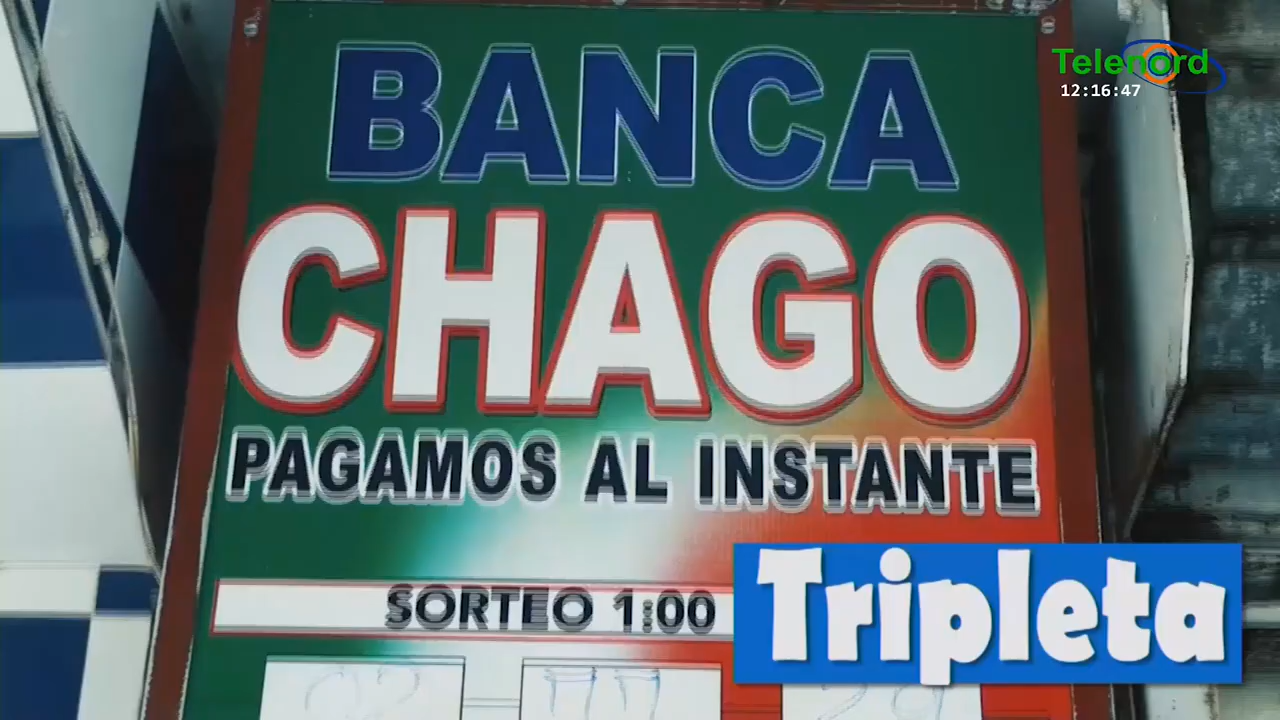 Telenord
12:16:47
BANCA
CHAGO
PAGAMOS AL INSTANTE
SORTEO 1:00
Tripleta